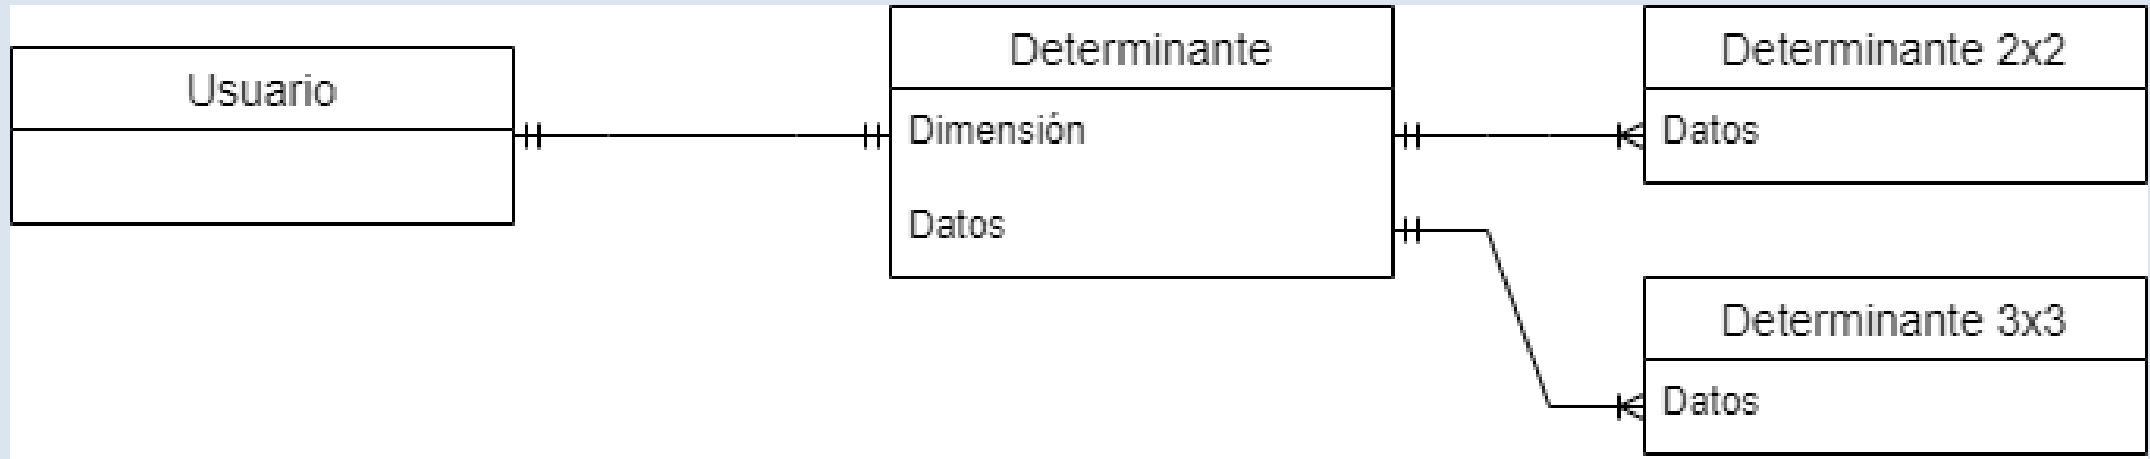 Usuario
Determinante
Dimensión
Datos
Determinante 2x2
Datos
Determinante 3x3
Datos